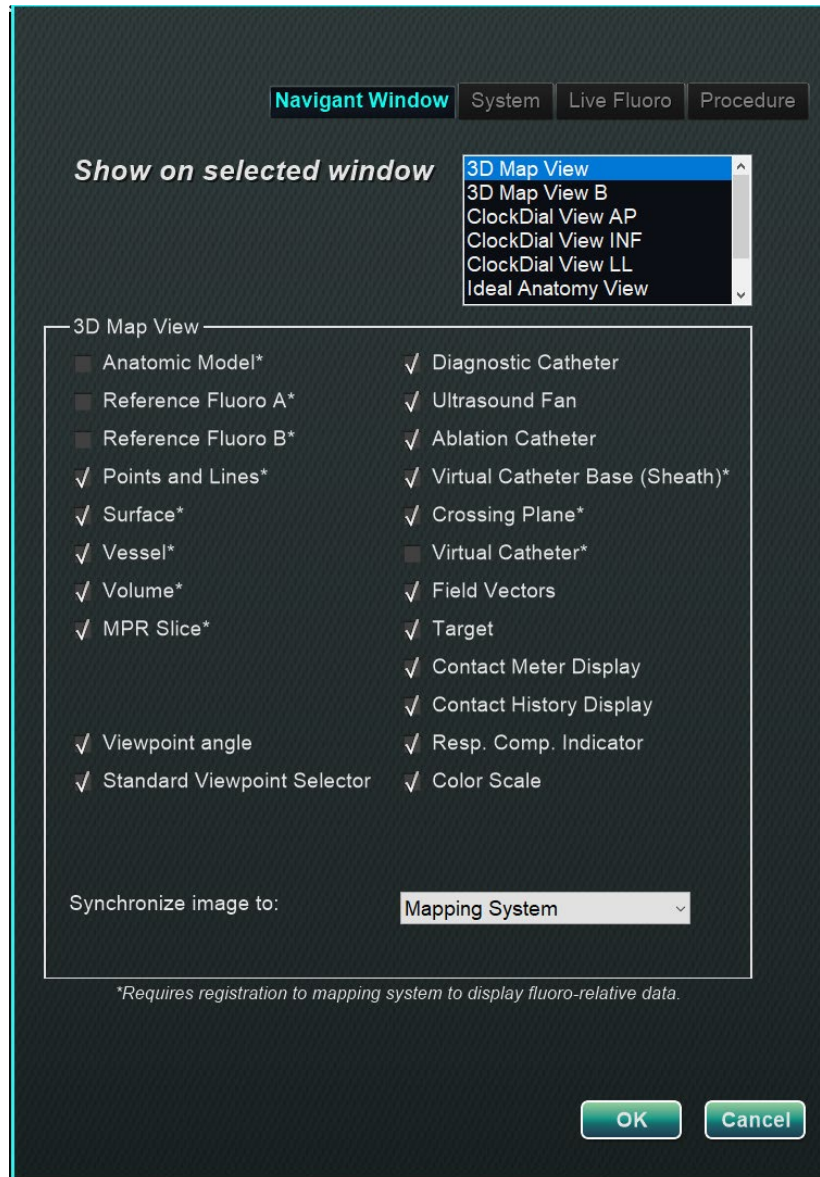 Navigant Window System Live Fluoro Procedure
Show on selected window
3D Map View
3D Map View B
ClockDial View AP
ClockDial View INF
ClockDial View LL
Ideal Anatomy View
3D Map View
Anatomic Model* Diagnostic Catheter
Reference Fluoro A* Ultrasound Fan
Reference Fluoro B* Ablation Catheter
Points and Lines* Virtual Catheter Base (Sheath)*
Surface* Crossing Plane*
Vessel* Virtual Catheter*
Volume* Field Vectors
MPR Slice* Target
Contact Meter Display
Contact History Display
Viewpoint angle Resp. Comp. Indicator
Standard Viewpoint Selector Color Scale
Synchronize image to: Mapping System
*Requires registration to mapping system to display fluoro-relative data.
OK Cancel